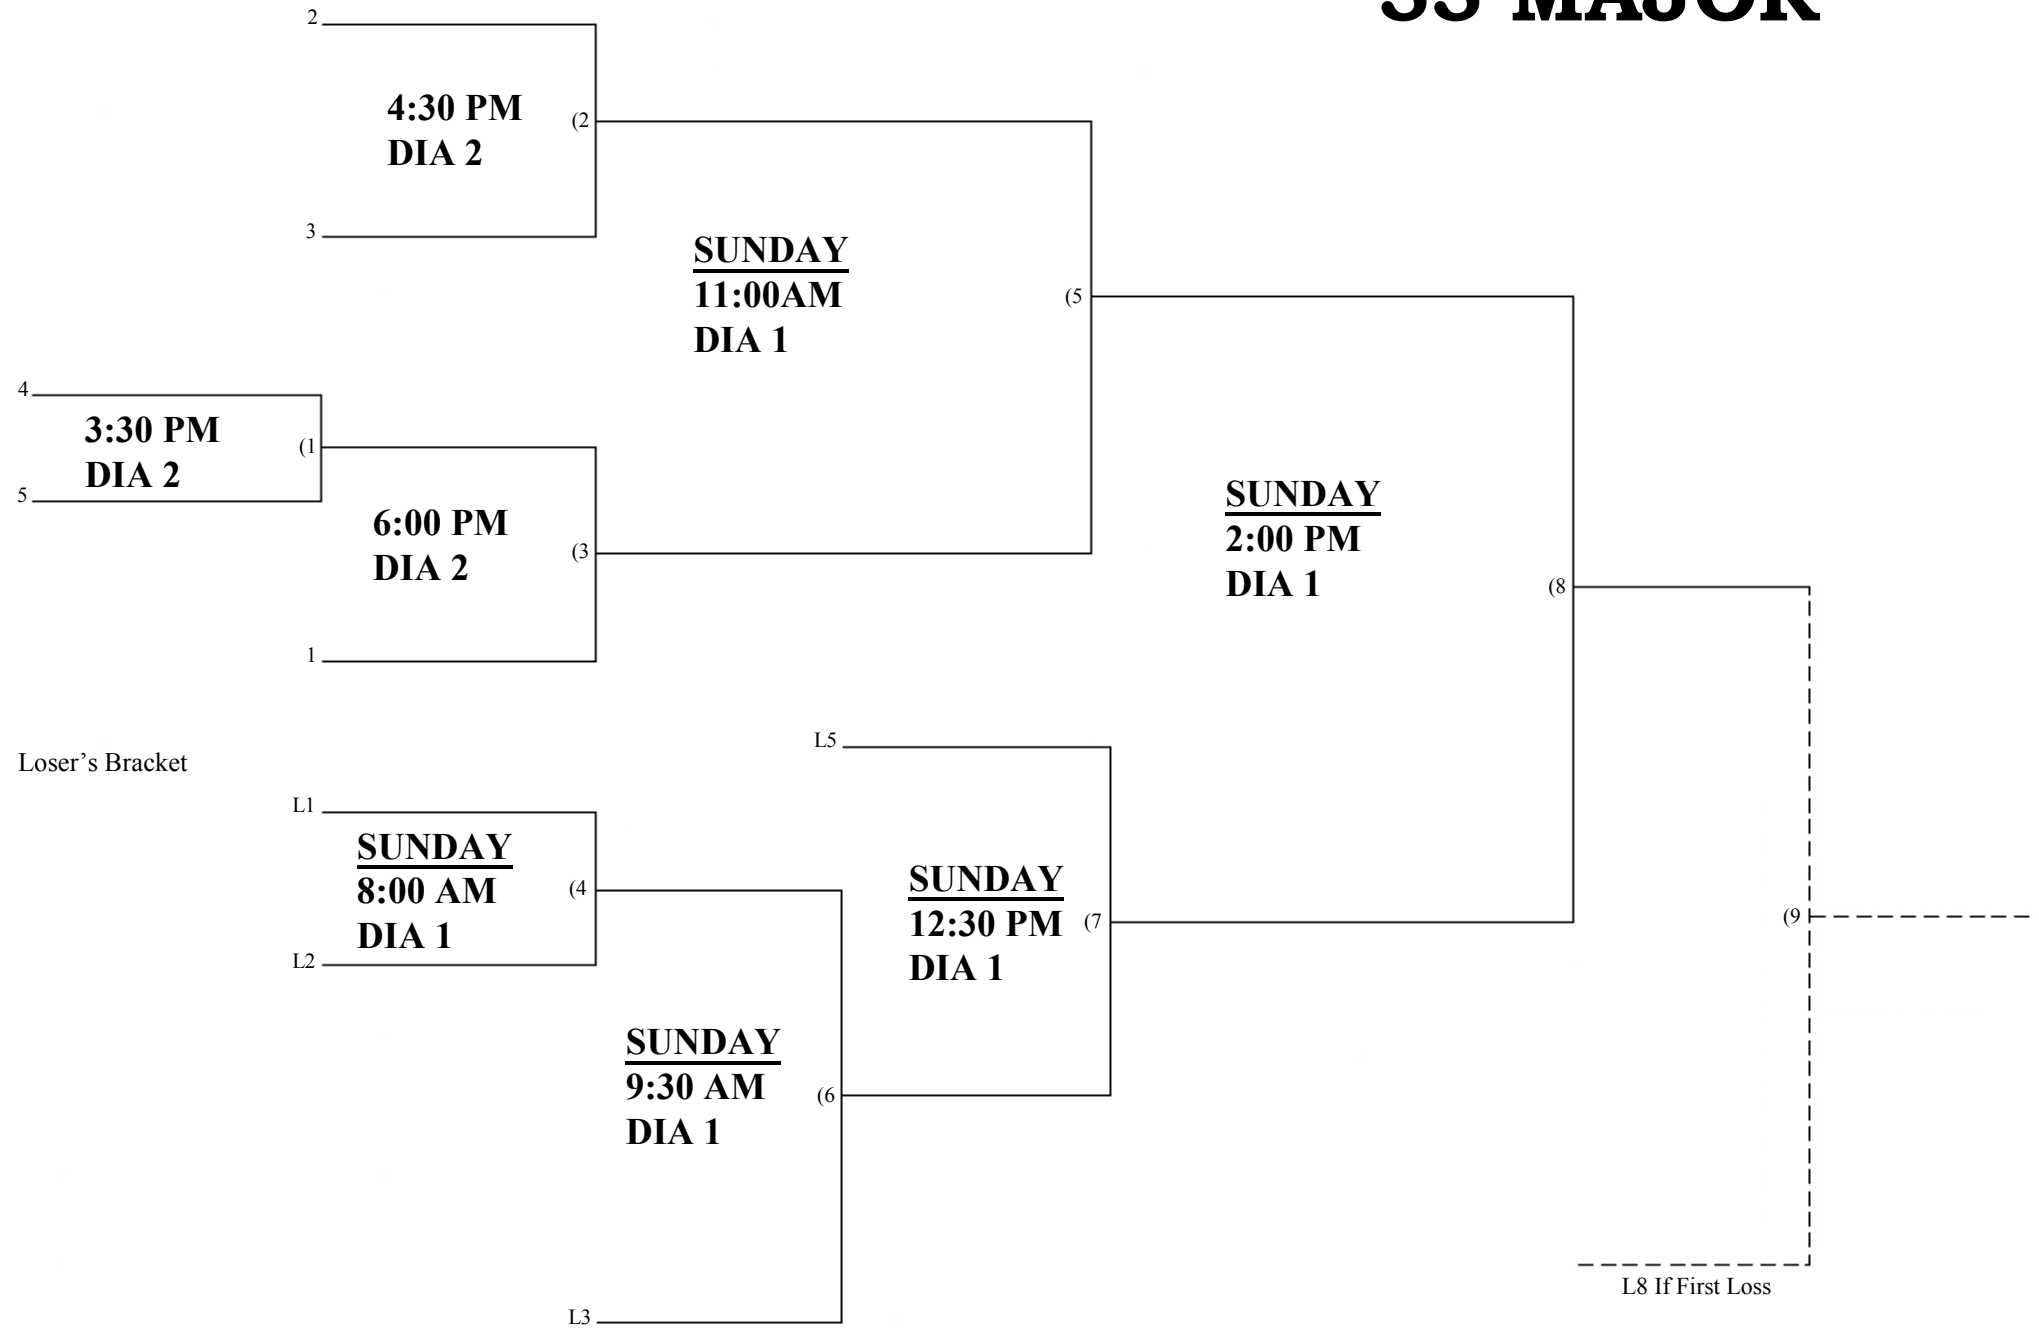 MAJOR
2
4:30 PM
DIA 2
(2
3
SUNDAY
11:00AM
DIA 1
(5
4
3:30 PM
DIA 2
(1
5
6:00 PM
DIA 2
(3
1
SUNDAY
2:00 PM
DIA 1
(8
Loser’s Bracket
L1
SUNDAY
8:00 AM
DIA 1
(4
L2
L5
SUNDAY
12:30 PM
DIA 1
(7
SUNDAY
9:30 AM
DIA 1
(6
L3
(9
L8 If First Loss